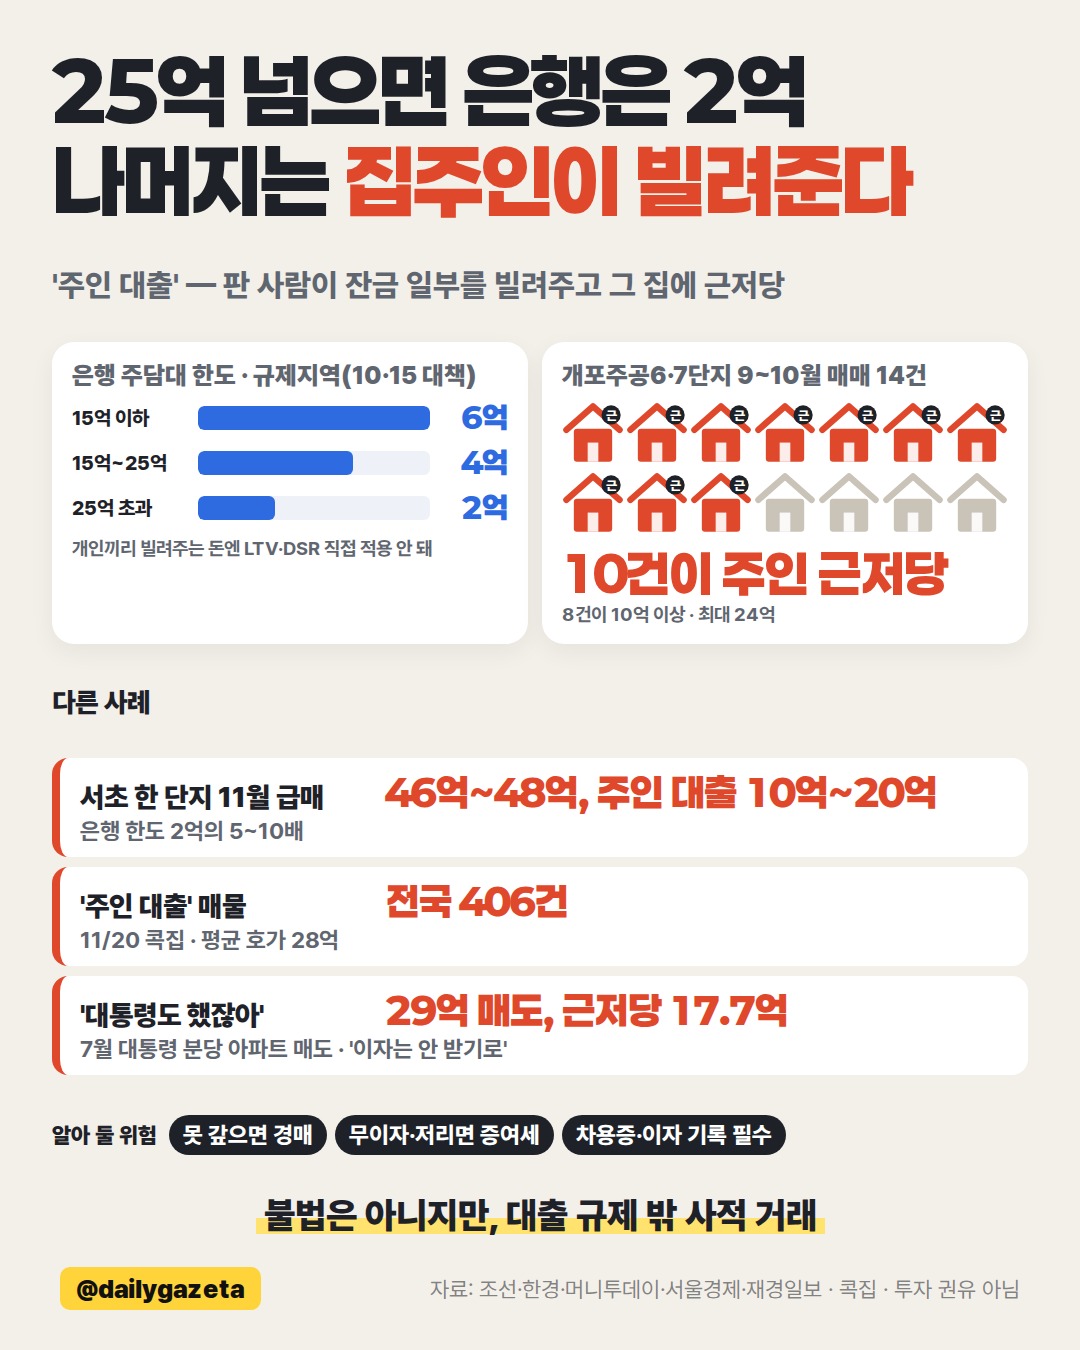 25억 넘으면 은행은 2억
나머지는 집주인이 빌려준다
'주인 대출' — 판 사람이 잔금 일부를 빌려주고 그 집에 근저당
은행 주담대 한도 · 규제지역(10·15 대책)
15억 이하 6억
15억~25억 4억
25억 초과 2억
개인끼리 빌려주는 돈엔 LTV·DSR 직접 적용 안 돼
개포주공6·7단지 9~10월 매매 14건
근 근 근 근 근 근 근
근 근 근
10건이 주인 근저당
8건이 10억 이상 · 최대 24억
다른 사례
서초 한 단지 11월 급매 46억~48억, 주인 대출 10억~20억
은행 한도 2억의 5~10배
'주인 대출' 매물 전국 406건
11/20 콕집 · 평균 호가 28억
'대통령도 했잖아' 29억 매도, 근저당 17.7억
7월 대통령 분당 아파트 매도 · '이자는 안 받기로'
알아 둘 위험 못 갚으면 경매 무이자·저리면 증여세 차용증·이자 기록 필수
불법은 아니지만, 대출 규제 밖 사적 거래
@dailygazeta 자료: 조선·한경·머니투데이·서울경제·재경일보 · 콕집 · 투자 권유 아님